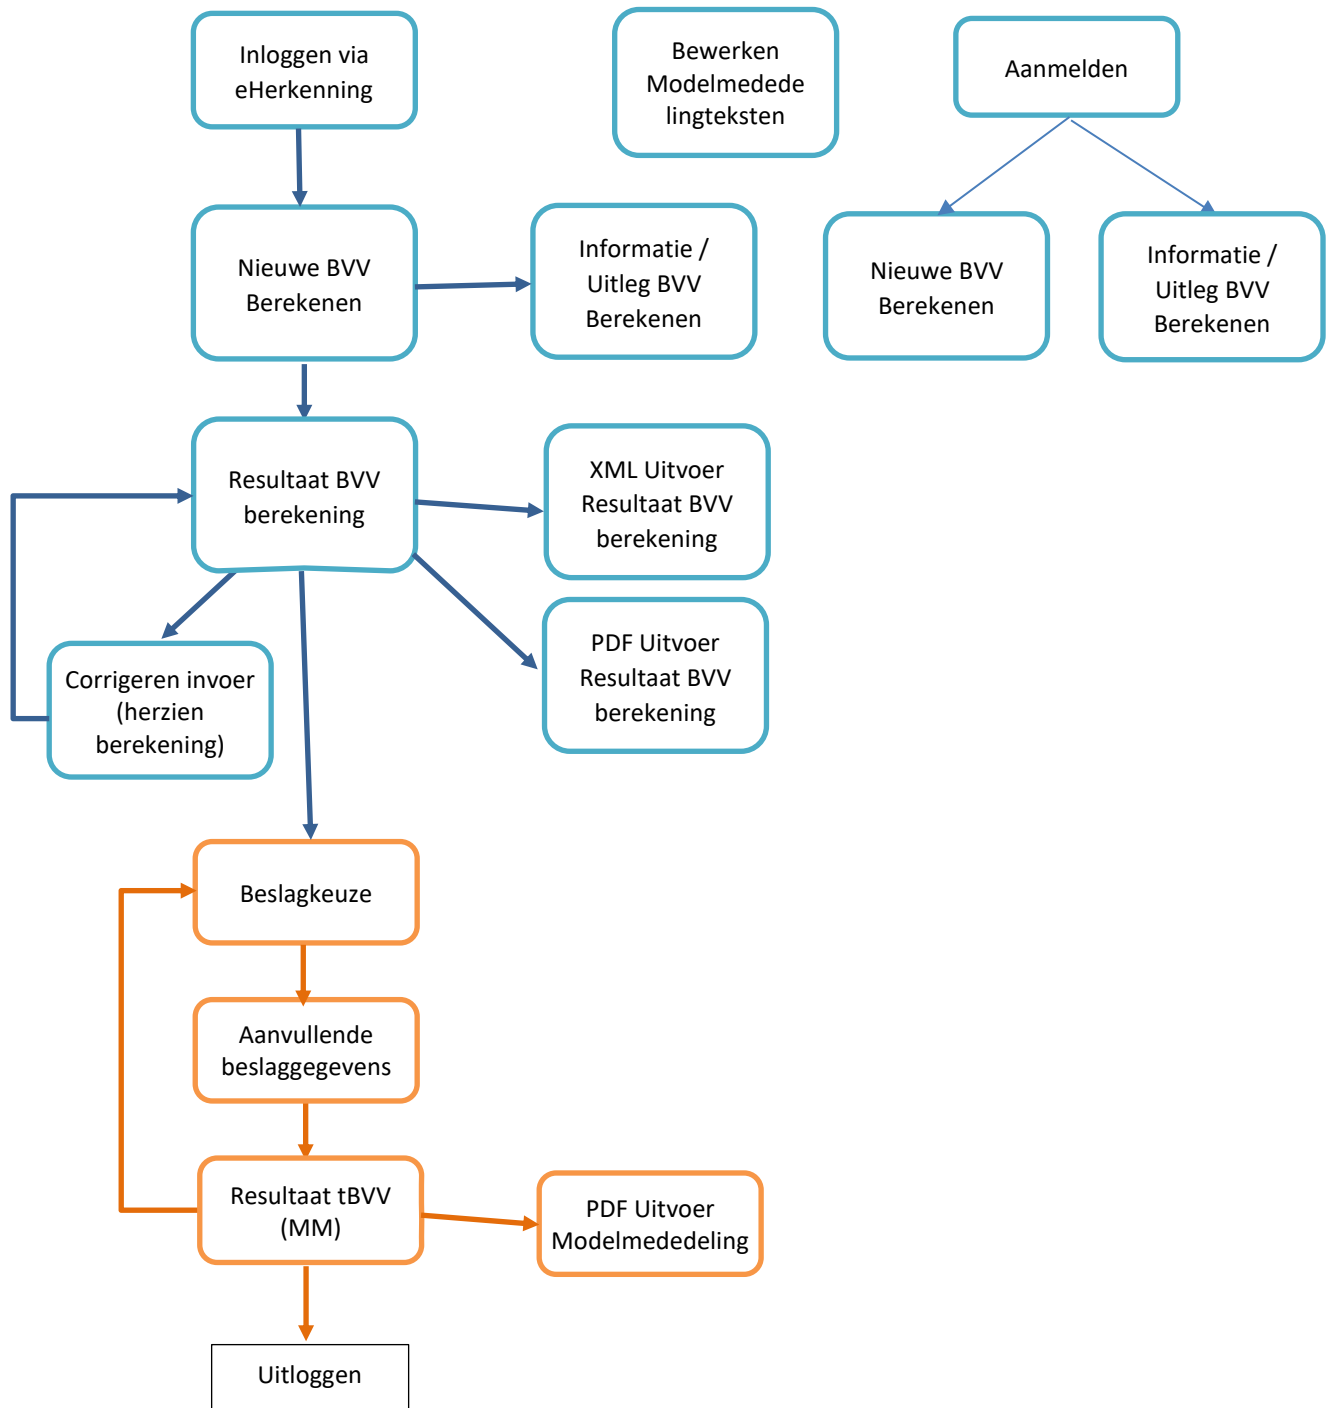 Inloggen via
eHerkenning
Bewerken
Modelmedede
lingteksten
Aanmelden
Nieuwe BVV
Berekenen
Informatie /
Uitleg BVV
Berekenen
Nieuwe BVV
Berekenen
Informatie /
Uitleg BVV
Berekenen
Resultaat BVV
berekening
XML Uitvoer
Resultaat BVV
berekening
PDF Uitvoer
Resultaat BVV
berekening
Corrigeren invoer
(herzien
berekening)
Beslagkeuze
Aanvullende
beslaggegevens
Resultaat tBVV
(MM)
PDF Uitvoer
Modelmededeling
Uitloggen